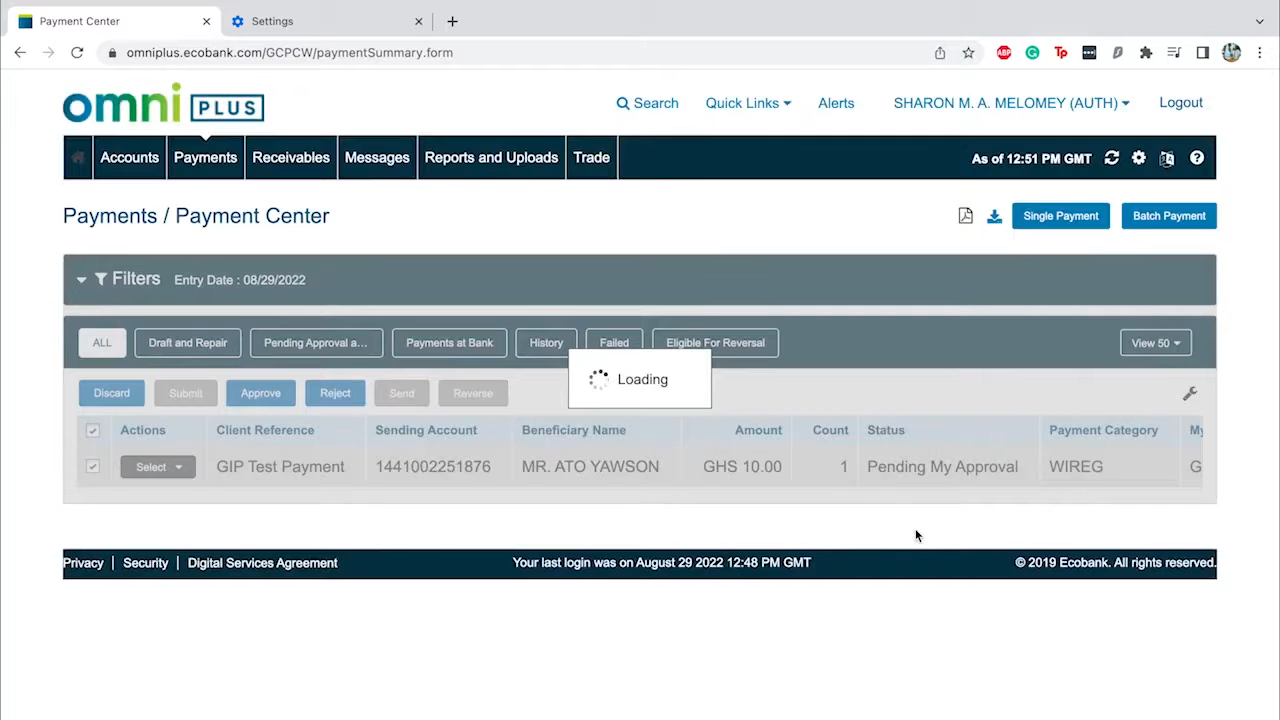 Payment Center
Settings
omniplus.ecobank.com/GCPCW/paymentSummary.form
ABP
Tp
omni PLUS
Search
Quick Links
Alerts
SHARON M. A. MELOMEY (AUTH)
Logout
Accounts
Payments
Receivables
Messages
Reports and Uploads
Trade
As of 12:51 PM GMT
Payments / Payment Center
Single Payment
Batch Payment
Filters Entry Date : 08/29/2022
ALL
Draft and Repair
Pending Approval a...
Payments at Bank
History
Failed
Eligible For Reversal
View 50
Loading
Discard
Submit
Approve
Reject
Send
Reverse
Actions Client Reference Sending Account Beneficiary Name Amount Count Status Payment Category My
Select GIP Test Payment 1441002251876 MR. ATO YAWSON GHS 10.00 1 Pending My Approval WIREG G
Privacy | Security | Digital Services Agreement
Your last login was on August 29 2022 12:48 PM GMT
© 2019 Ecobank. All rights reserved.